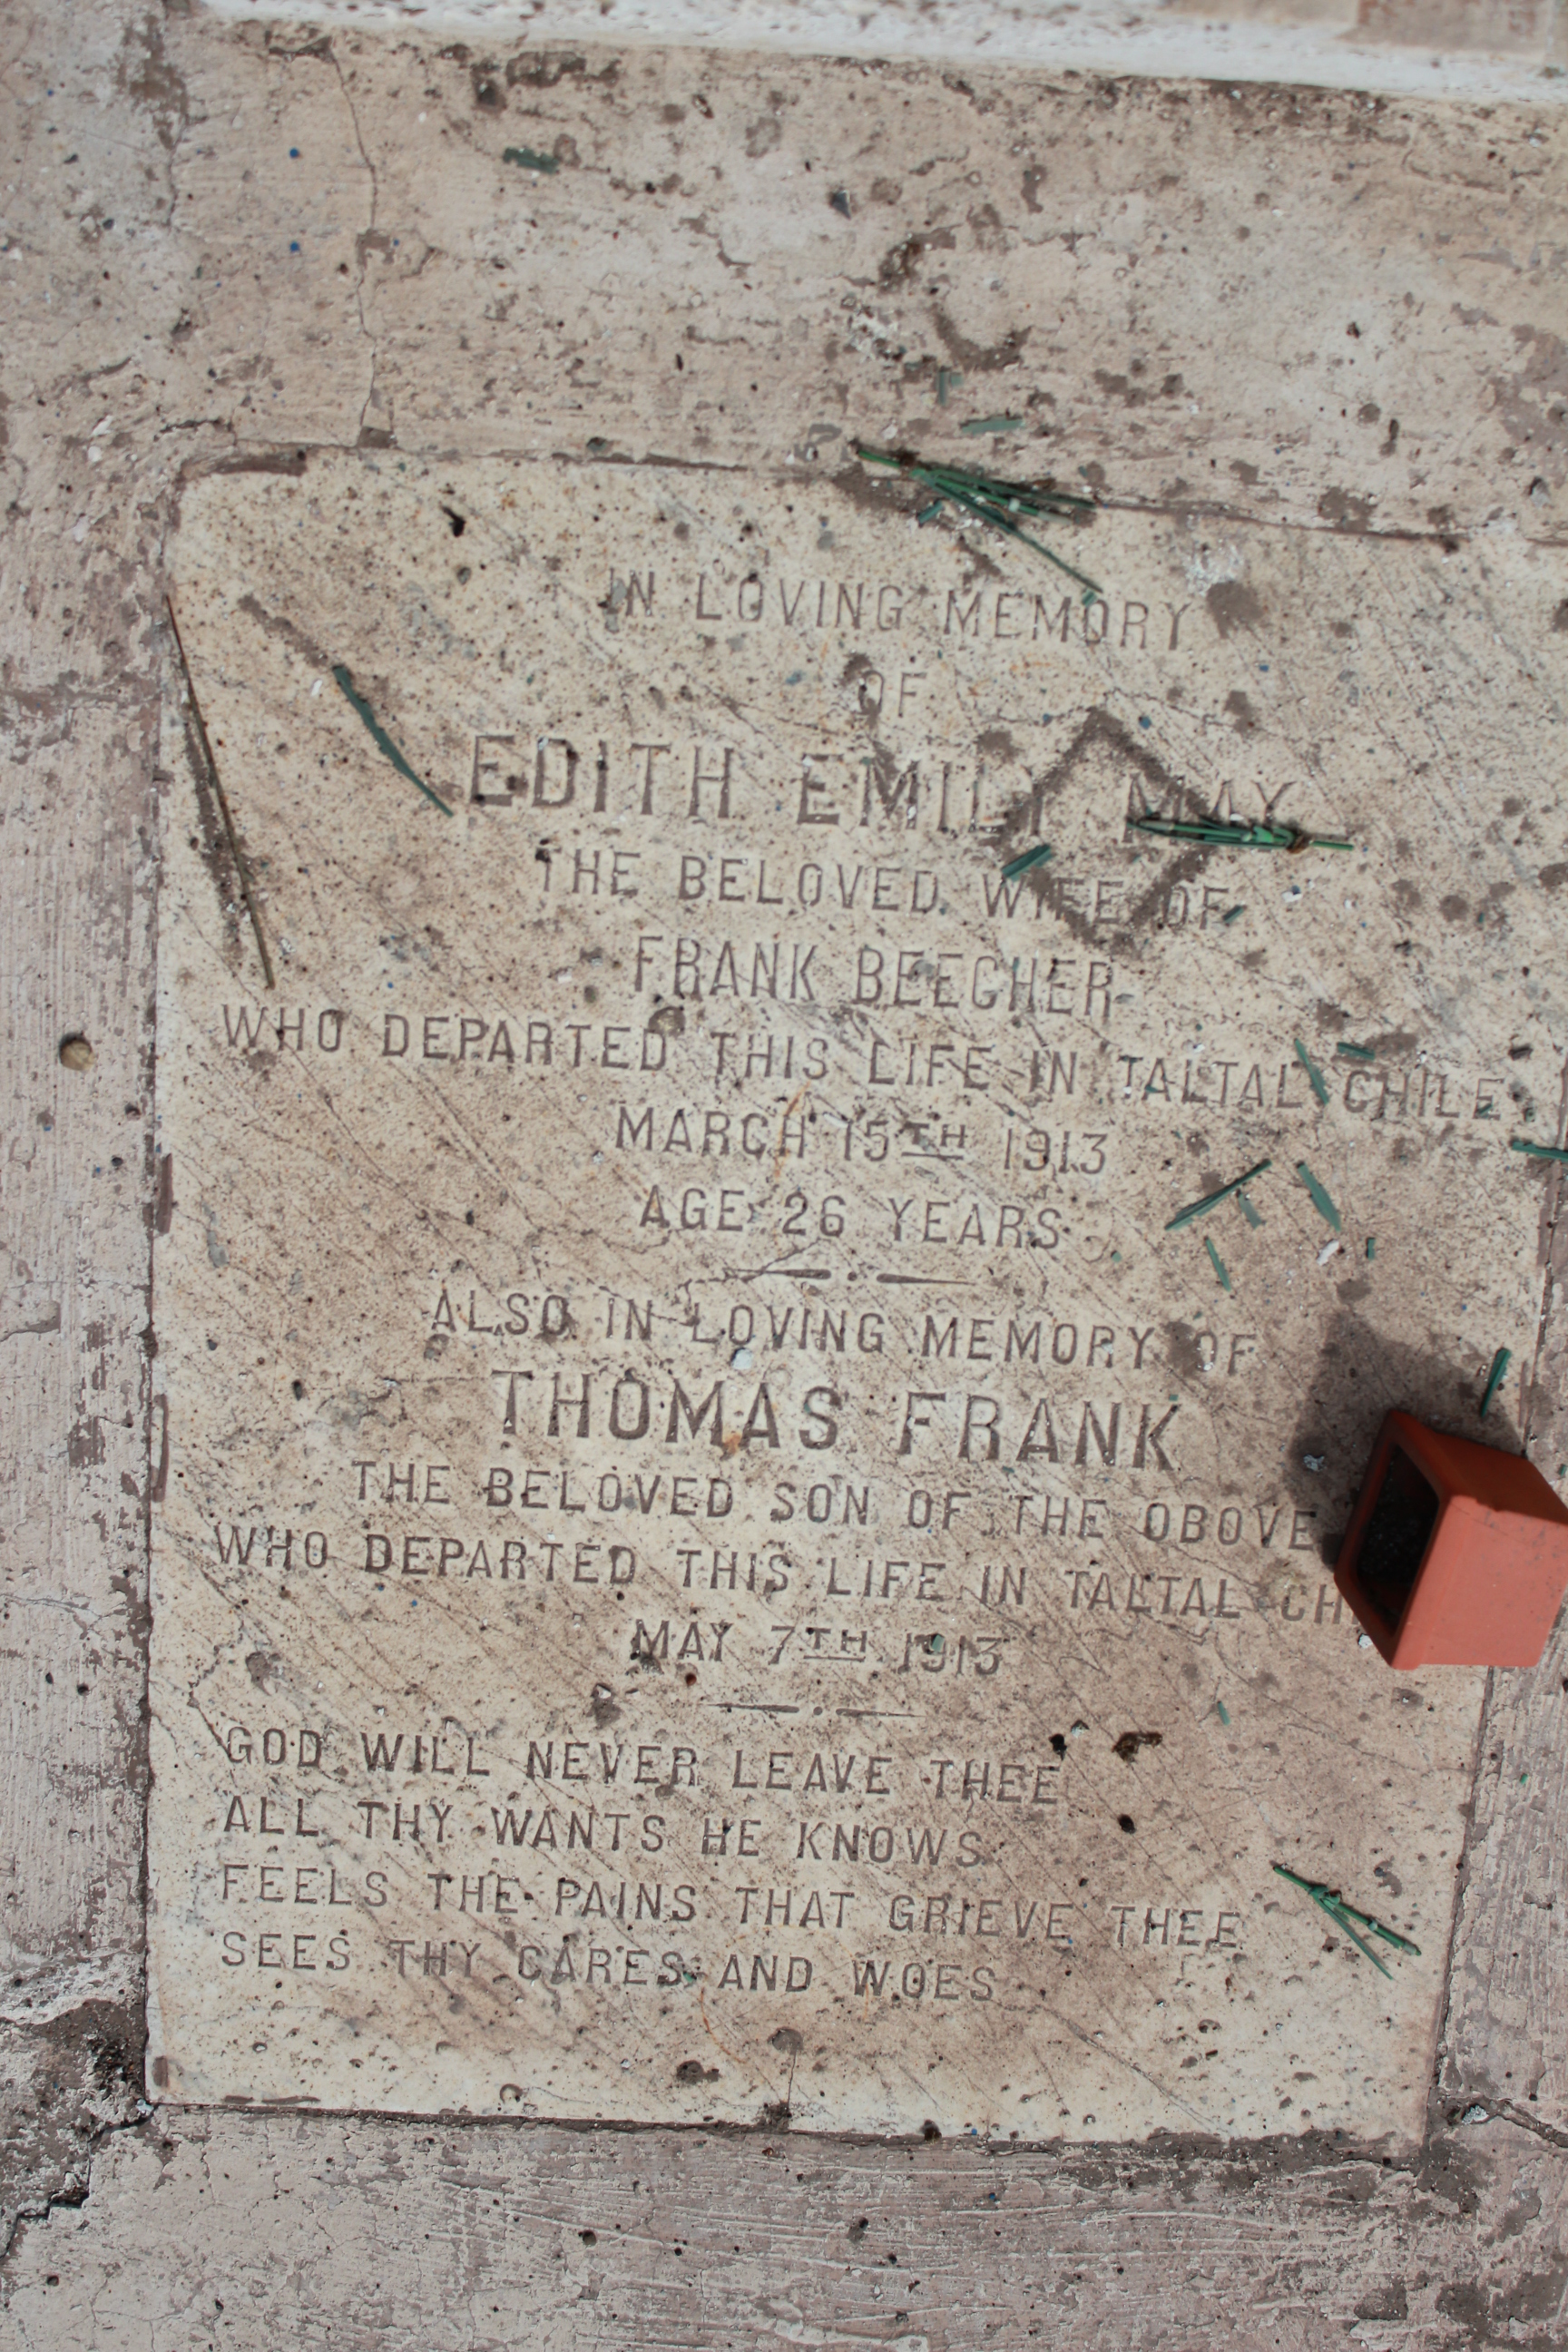 IN LOVING MEMORY
OF
EDITH EMILY MAY
THE BELOVED WIFE OF
FRANK BEECHER
WHO DEPARTED THIS LIFE IN TALTAL CHILE
MARCH 15TH 1913
AGE 26 YEARS
ALSO IN LOVING MEMORY OF
THOMAS FRANK
THE BELOVED SON OF THE OBOVE
WHO DEPARTED THIS LIFE IN TALTAL
MAY 7TH 1913
GOD WILL NEVER LEAVE THEE
ALL THY WANTS HE KNOWS
FEELS THE PAINS THAT GRIEVE THEE
SEES THY CARES AND WOES